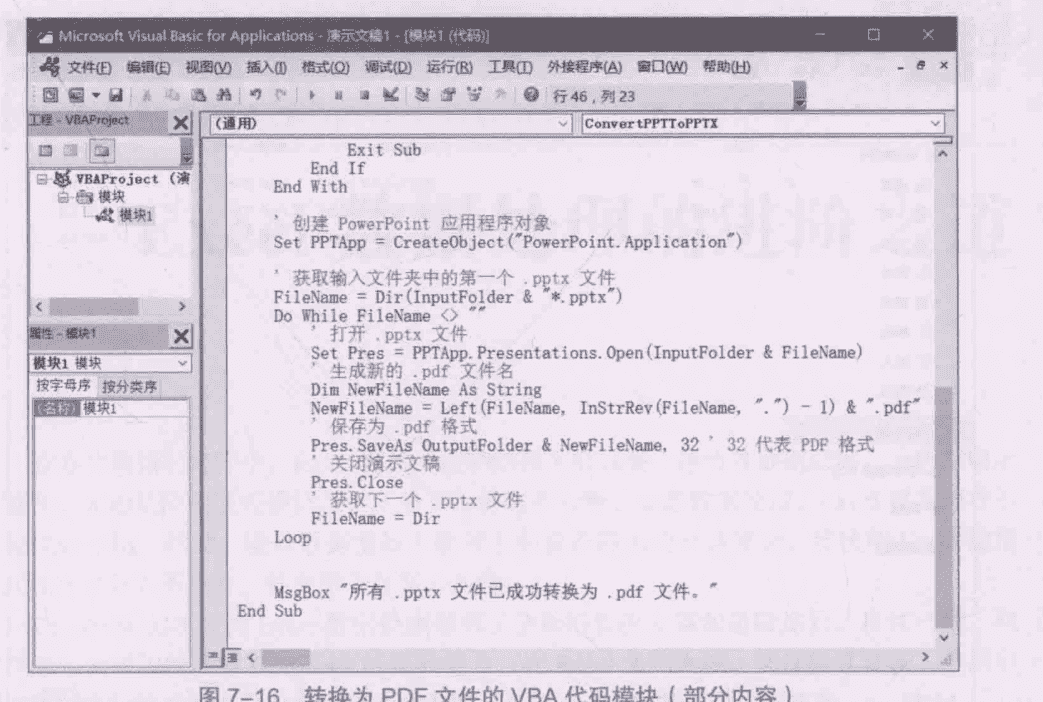 Microsoft Visual Basic for Applications - 演示文稿1 - [模块1 (代码)]
文件(F) 编辑(E) 视图(V) 插入(I) 格式(O) 调试(D) 运行(R) 工具(T) 外接程序(A) 窗口(W) 帮助(H)
行 46 , 列 23
工程 - VBAProject
(通用)
ConvertPPTToPPTX
VBAProject (演
模块
模块1
属性 - 模块1
模块1 模块
按字母序 按分类序
(名称) 模块1
Exit Sub
End If
End With
' 创建 PowerPoint 应用程序对象
Set PPTApp = CreateObject("PowerPoint.Application")
' 获取输入文件夹中的第一个 .pptx 文件
FileName = Dir(InputFolder & "*.pptx")
Do While FileName <> ""
' 打开 .pptx 文件
Set Pres = PPTApp.Presentations.Open(InputFolder & FileName)
' 生成新的 .pdf 文件名
Dim NewFileName As String
NewFileName = Left(FileName, InStrRev(FileName, ".") - 1) & ".pdf"
' 保存为 .pdf 格式
Pres.SaveAs OutputFolder & NewFileName, 32 ' 32 代表 PDF 格式
' 关闭演示文稿
Pres.Close
' 获取下一个 .pptx 文件
FileName = Dir
Loop
MsgBox "所有 .pptx 文件已成功转换为 .pdf 文件。"
End Sub
图 7-16 转换为 PDF 文件的 VBA 代码模块（部分内容）